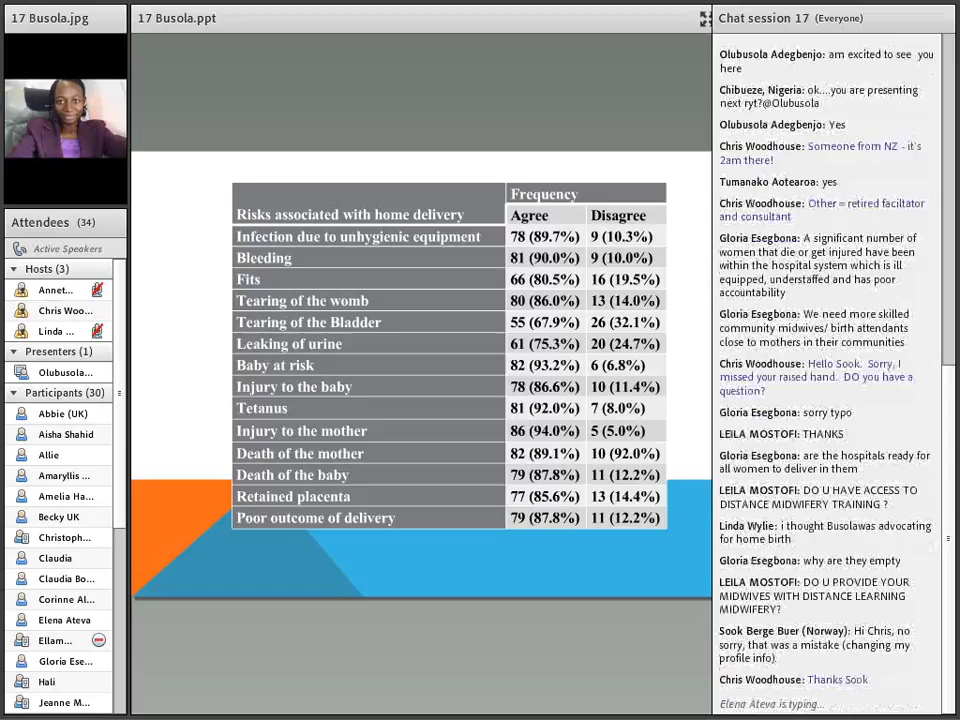 17 Busola.jpg
Attendees (34)
Active Speakers
Hosts (3)
Annet...
Chris Woo...
Linda ...
Presenters (1)
Olubusola...
Participants (30)
Abbie (UK)
Aisha Shahid
Allie
Amaryllis ...
Amelia Ha...
Becky UK
Christoph...
Claudia
Claudia Bo...
Corinne Al...
Elena Ateva
Ellam...
Gloria Ese...
Hali
Jeanne M...
17 Busola.ppt
Frequency
Risks associated with home delivery Agree Disagree
Infection due to unhygienic equipment 78 (89.7%) 9 (10.3%)
Bleeding 81 (90.0%) 9 (10.0%)
Fits 66 (80.5%) 16 (19.5%)
Tearing of the womb 80 (86.0%) 13 (14.0%)
Tearing of the Bladder 55 (67.9%) 26 (32.1%)
Leaking of urine 61 (75.3%) 20 (24.7%)
Baby at risk 82 (93.2%) 6 (6.8%)
Injury to the baby 78 (86.6%) 10 (11.4%)
Tetanus 81 (92.0%) 7 (8.0%)
Injury to the mother 86 (94.0%) 5 (5.0%)
Death of the mother 82 (89.1%) 10 (92.0%)
Death of the baby 79 (87.8%) 11 (12.2%)
Retained placenta 77 (85.6%) 13 (14.4%)
Poor outcome of delivery 79 (87.8%) 11 (12.2%)
Chat session 17 (Everyone)
Olubusola Adegbenjo: am excited to see you
here
Chibueze, Nigeria: ok....you are presenting
next ryt?@Olubusola
Olubusola Adegbenjo: Yes
Chris Woodhouse: Someone from NZ - it's
2am there!
Tumanako Aotearoa: yes
Chris Woodhouse: Other = retired faciltator
and consultant
Gloria Esegbona: A significant number of
women that die or get injured have been
within the hospital system which is ill
equipped, understaffed and has poor
accountability
Gloria Esegbona: We need more skilled
community midwives/ birth attendants
close to mothers in their communities
Chris Woodhouse: Hello Sook. Sorry, I
missed your raised hand. DO you have a
question?
Gloria Esegbona: sorry typo
LEILA MOSTOFI: THANKS
Gloria Esegbona: are the hospitals ready for
all women to deliver in them
LEILA MOSTOFI: DO U HAVE ACCESS TO
DISTANCE MIDWIFERY TRAINING ?
Linda Wylie: i thought Busolawas advocating
for home birth
Gloria Esegbona: why are they empty
LEILA MOSTOFI: DO U PROVIDE YOUR
MIDWIVES WITH DISTANCE LEARNING
MIDWIFERY?
Sook Berge Buer (Norway): Hi Chris, no
sorry, that was a mistake (changing my
profile info).
Chris Woodhouse: Thanks Sook
Elena Ateva is typing...